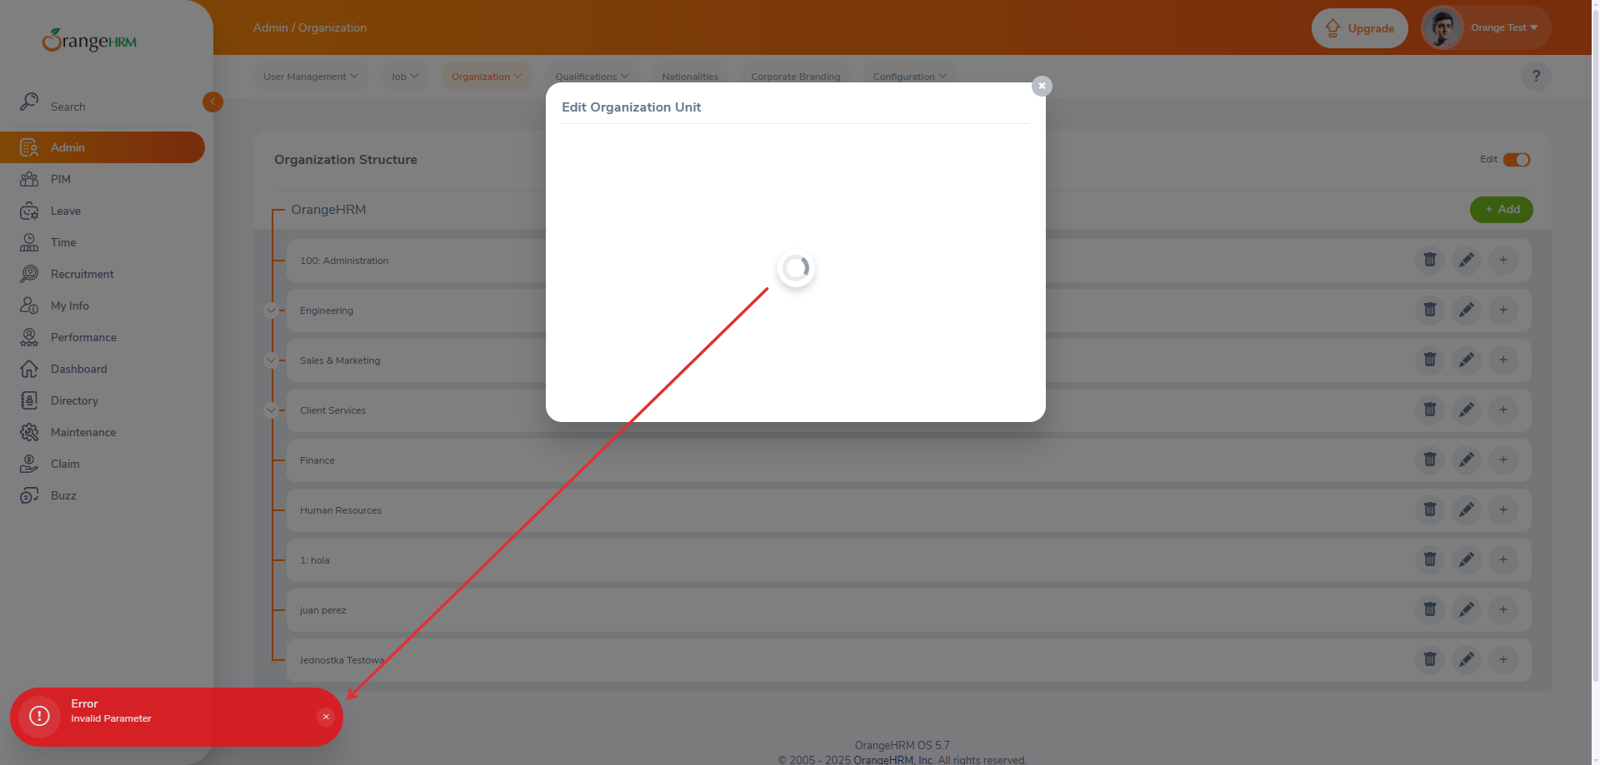 OrangeHRM
Admin / Organization
Upgrade
Orange Test
Search
User Management
Job
Organization
Qualifications
Nationalities
Corporate Branding
Configuration
?
Edit Organization Unit
Admin
PIM
Leave
Time
Recruitment
My Info
Performance
Dashboard
Directory
Maintenance
Claim
Buzz
Organization Structure
Edit
OrangeHRM
+ Add
100: Administration
Engineering
Sales & Marketing
Client Services
Finance
Human Resources
1: hola
juan perez
Jednostka Testowa
Error
Invalid Parameter
OrangeHRM OS 5.7
© 2005 - 2025 OrangeHRM, Inc. All rights reserved.